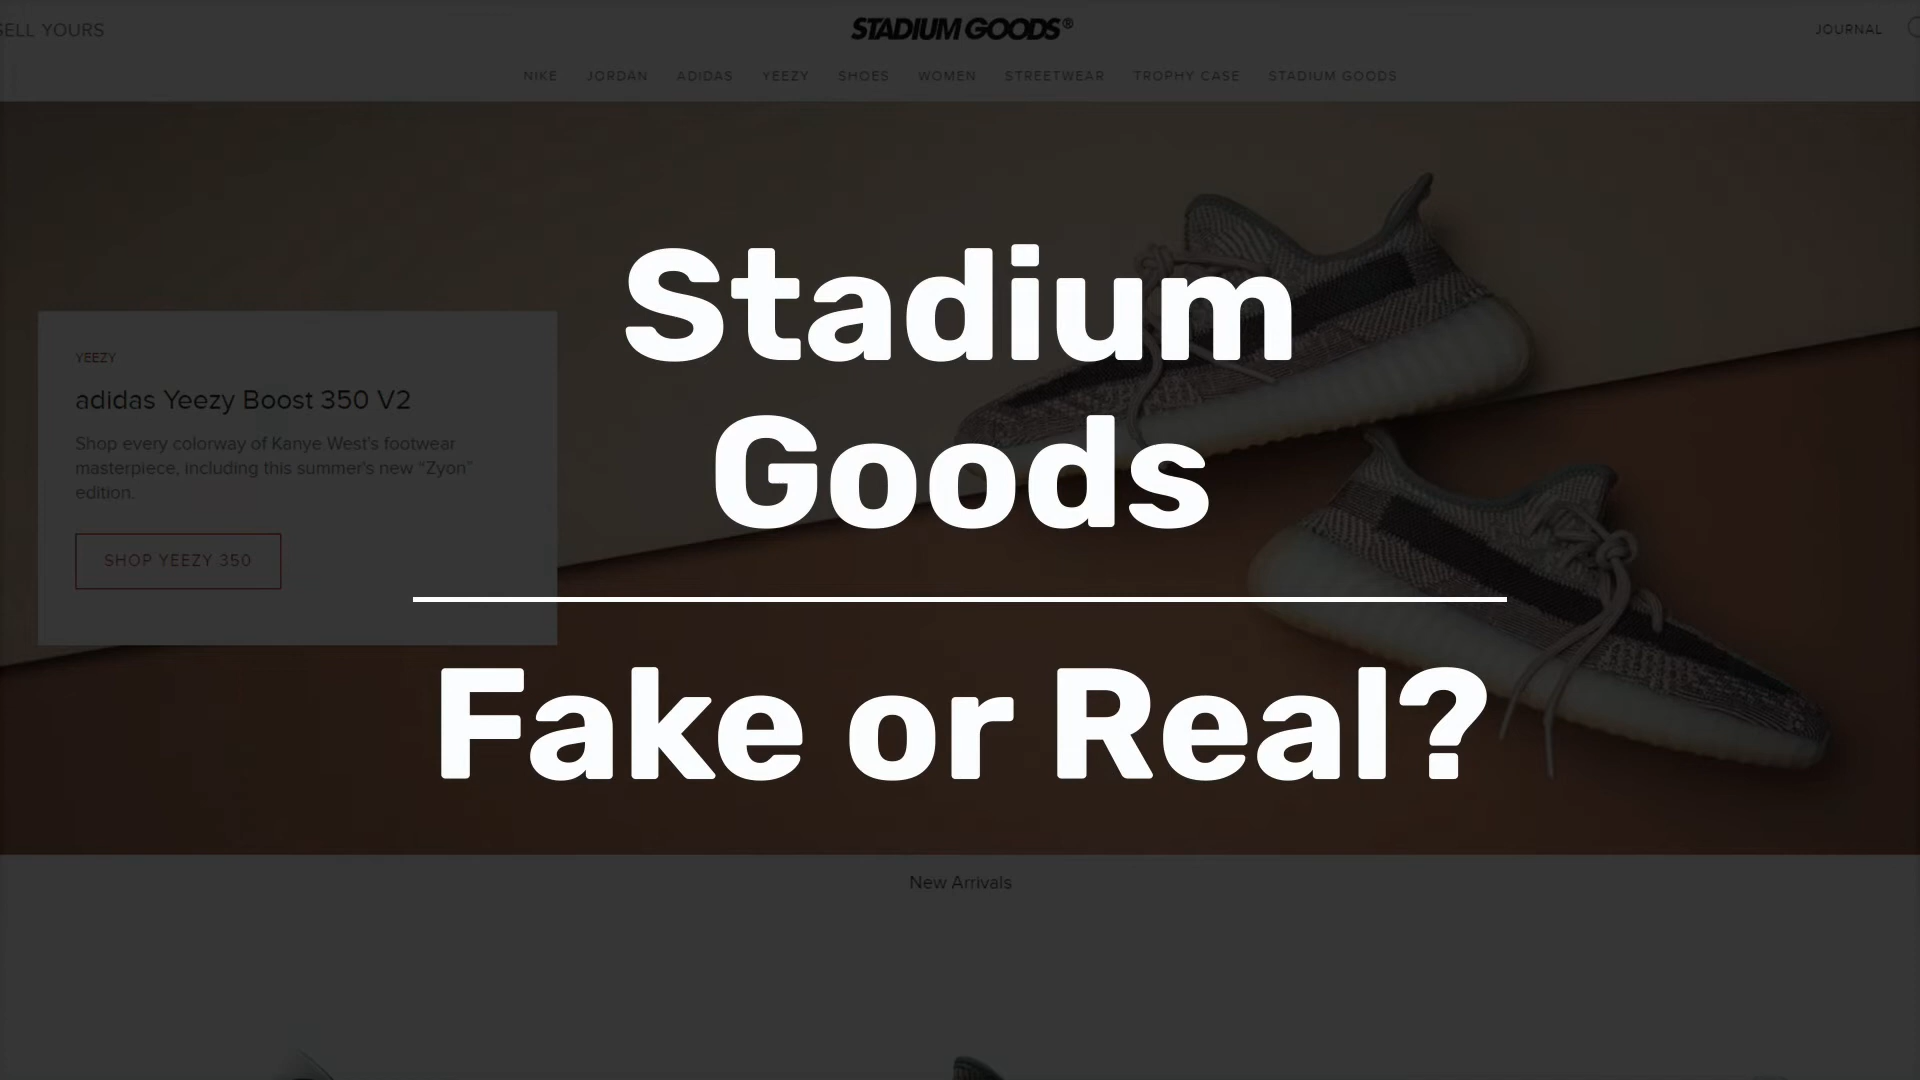 SELL YOURS
STADIUM GOODS®
JOURNAL
NIKE JORDAN ADIDAS YEEZY SHOES WOMEN STREETWEAR TROPHY CASE STADIUM GOODS
Stadium
Goods
Fake or Real?
YEEZY
adidas Yeezy Boost 350 V2
Shop every colorway of Kanye West's footwear
masterpiece, including this summer's new "Zyon"
edition.
SHOP YEEZY 350
New Arrivals